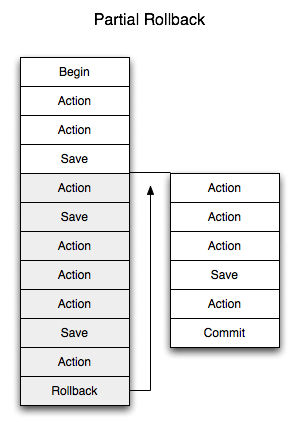 Partial Rollback
Begin
Action
Action
Save
Action
Save
Action
Action
Action
Save
Action
Rollback
Action
Action
Action
Save
Action
Commit